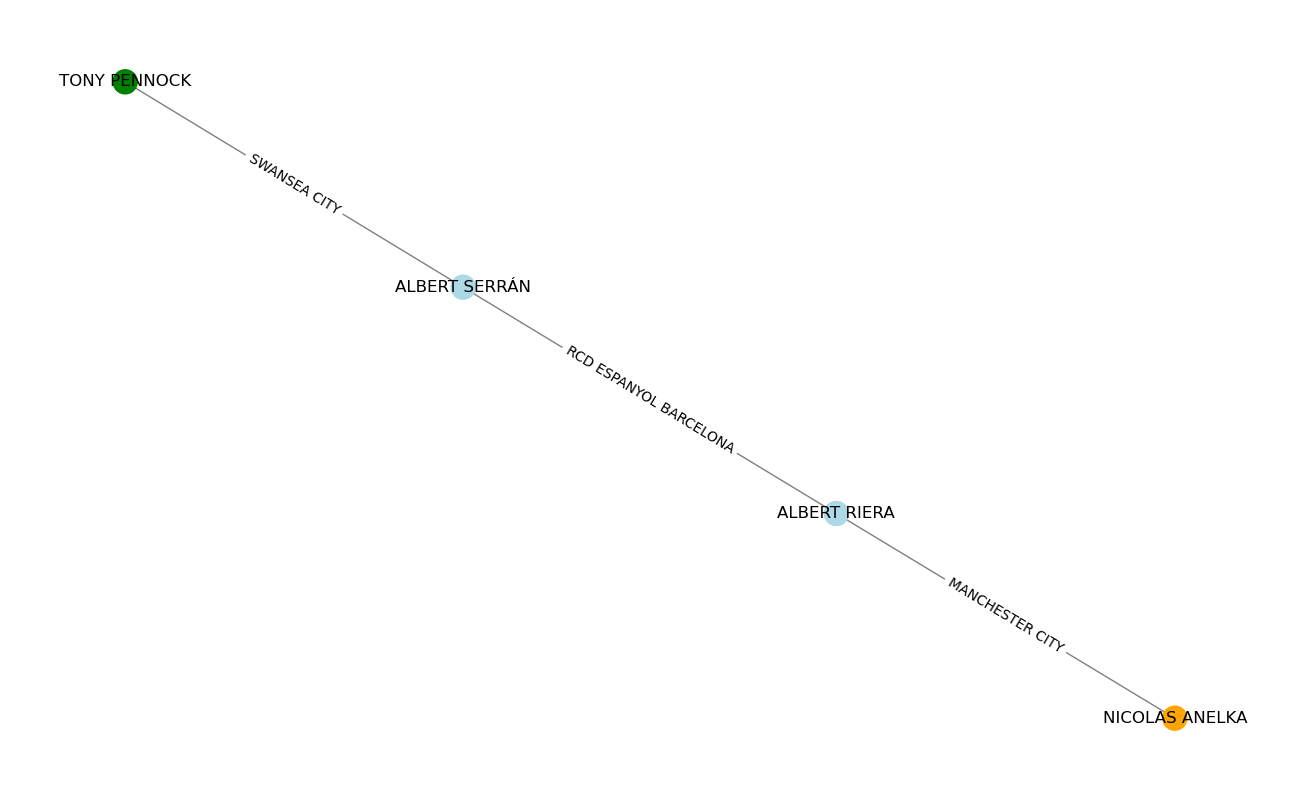 TONY PENNOCK
SWANSEA CITY
ALBERT SERRÁN
RCD ESPANYOL BARCELONA
ALBERT RIERA
MANCHESTER CITY
NICOLAS ANELKA